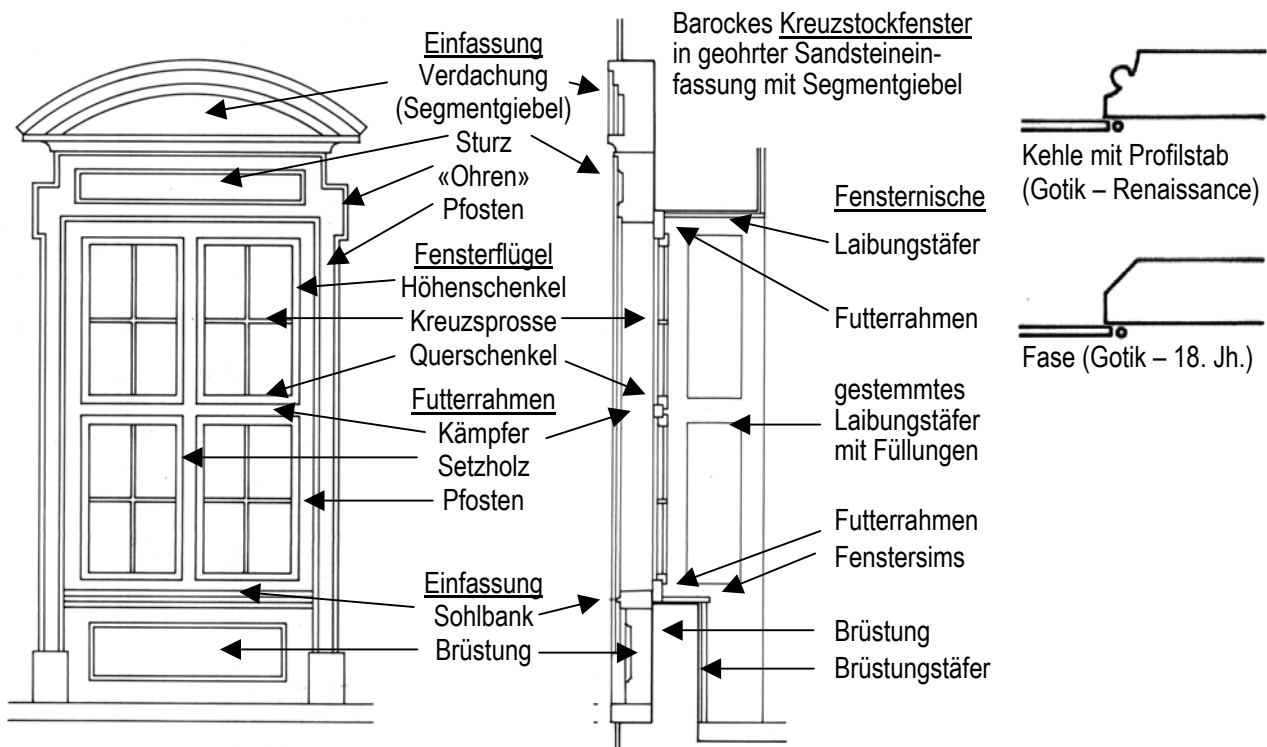 Einfassung
Verdachung
(Segmentgiebel)
Sturz
«Ohren»
Pfosten
Fensterflügel
Höhenschenkel
Kreuzsprosse
Querschenkel
Futterrahmen
Kämpfer
Setzholz
Pfosten
Einfassung
Sohlbank
Brüstung
Barockes Kreuzstockfenster
in geohrter Sandsteinein-
fassung mit Segmentgiebel
Fensternische
Laibungstäfer
Futterrahmen
gestemmtes
Laibungstäfer
mit Füllungen
Futterrahmen
Fenstersims
Brüstung
Brüstungstäfer
Kehle mit Profilstab
(Gotik – Renaissance)
Fase (Gotik – 18. Jh.)